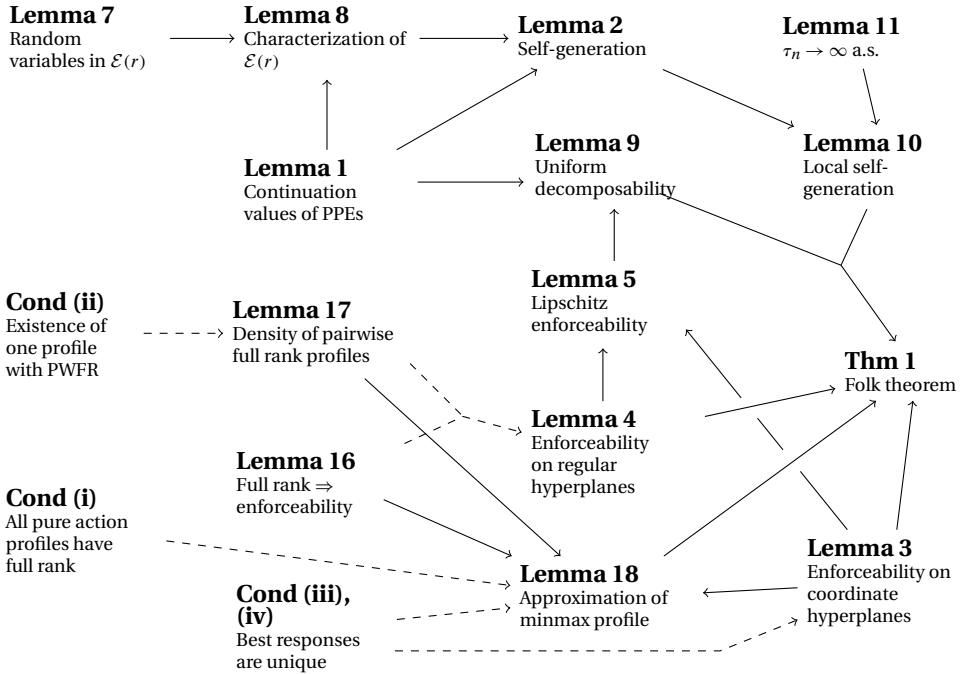 Lemma 7
Random
variables in ℰ(r)
Lemma 8
Characterization of
ℰ(r)
Lemma 2
Self-generation
Lemma 11
τn → ∞ a.s.
Lemma 1
Continuation
values of PPEs
Lemma 9
Uniform
decomposability
Lemma 10
Local self-
generation
Cond (ii)
Existence of
one profile
with PWFR
Lemma 17
Density of pairwise
full rank profiles
Lemma 5
Lipschitz
enforceability
Thm 1
Folk theorem
Lemma 16
Full rank ⇒
enforceability
Lemma 4
Enforceability
on regular
hyperplanes
Cond (i)
All pure action
profiles have
full rank
Cond (iii),
(iv)
Best responses
are unique
Lemma 18
Approximation of
minmax profile
Lemma 3
Enforceability on
coordinate
hyperplanes